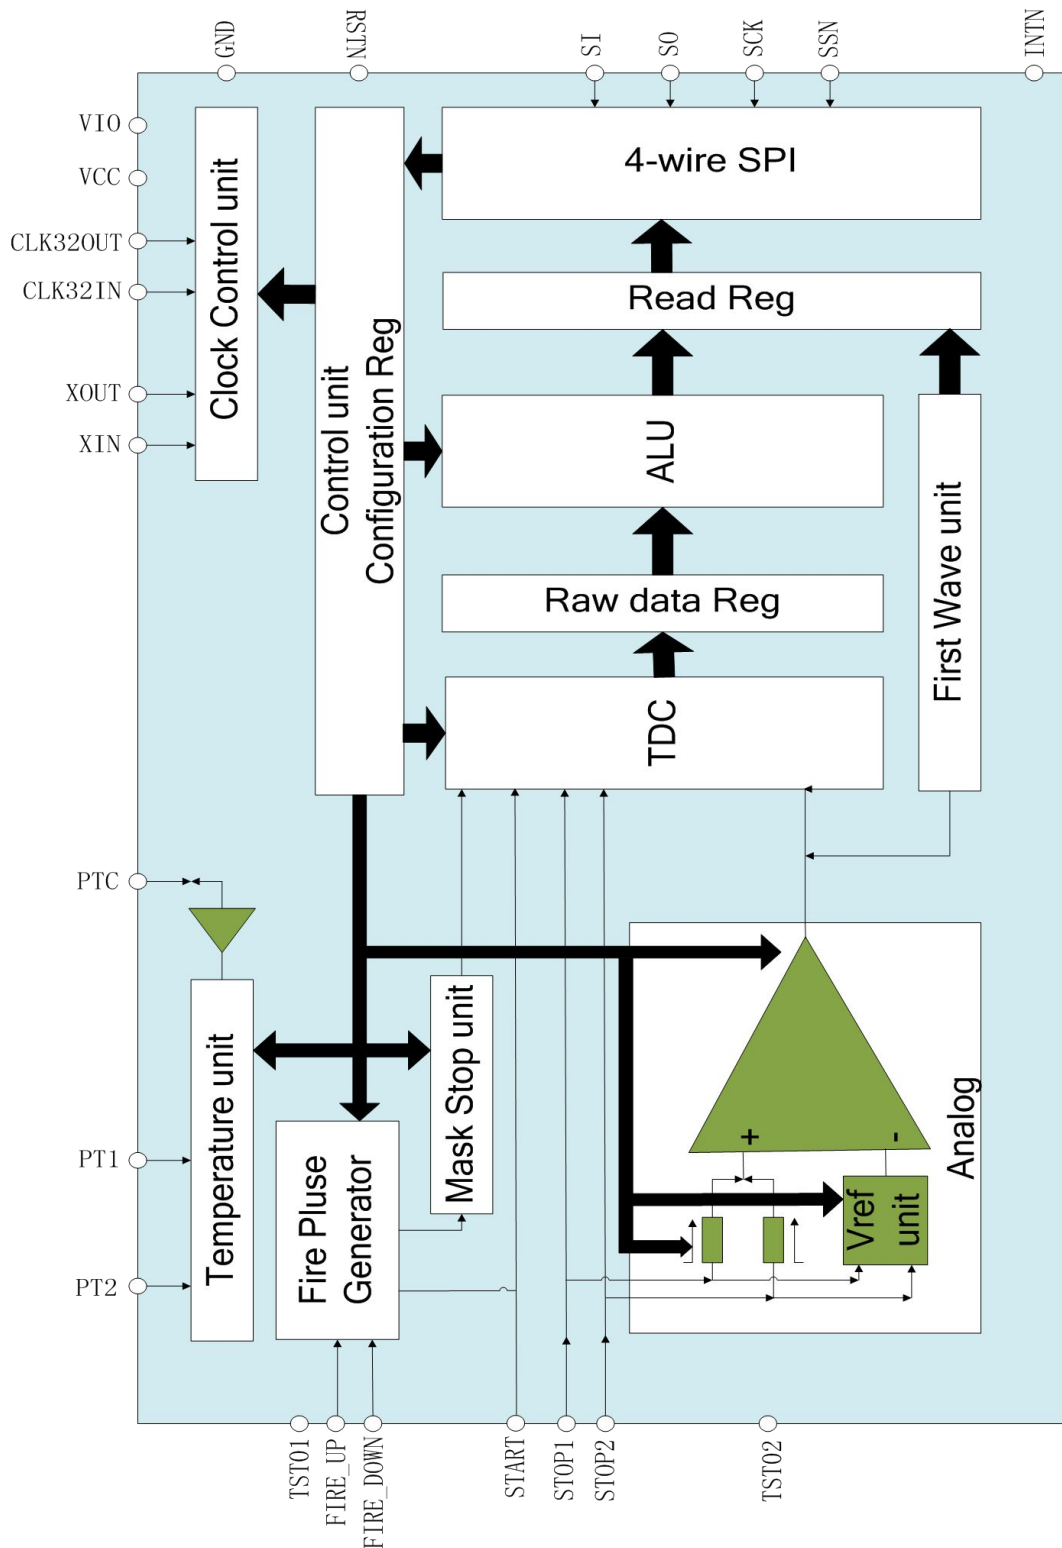 GND
RSTN
SI
SO
SCK
SSN
INTN
VIO
VCC
CLK32OUT
CLK32IN
XOUT
XIN
PTC
PT1
PT2
Clock Control unit
Control unit
Configuration Reg
4-wire SPI
Read Reg
ALU
Raw data Reg
TDC
First Wave unit
Temperature unit
Fire Pluse
Generator
Mask Stop unit
+
-
Vref
unit
Analog
TST01
FIRE_UP
FIRE_DOWN
START
STOP1
STOP2
TST02